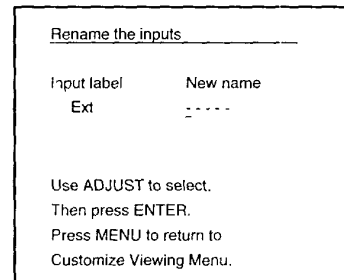 Rename the inputs
Input label New name
Ext - - - - -
Use ADJUST to select.
Then press ENTER.
Press MENU to return to
Customize Viewing Menu.